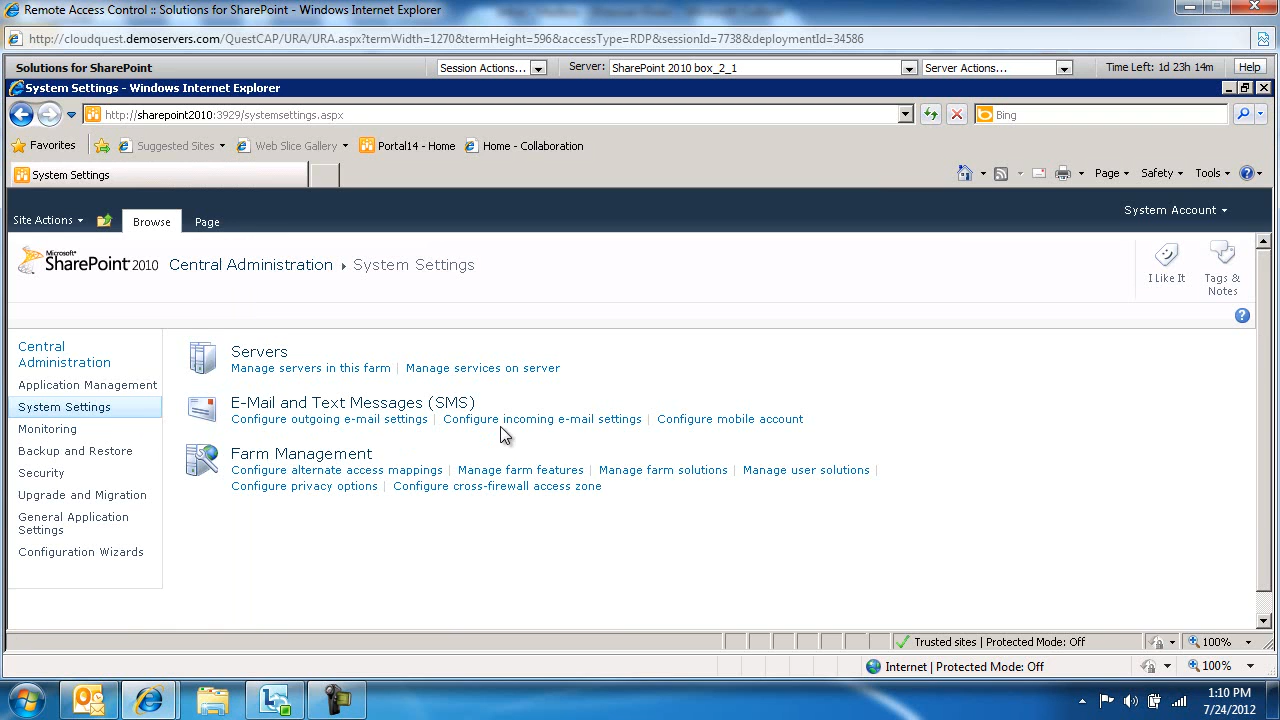 Remote Access Control :: Solutions for SharePoint - Windows Internet Explorer
http://cloudquest.demoservers.com/QuestCAP/URA/URA.aspx?termWidth=1270&termHeight=596&accessType=RDP&sessionId=7738&deploymentId=34586
Solutions for SharePoint Session Actions... Server: SharePoint 2010 box_2_1 Server Actions... Time Left: 1d 23h 14m Help
System Settings - Windows Internet Explorer
http://sharepoint2010:3929/systemsettings.aspx Bing
Favorites Suggested Sites Web Slice Gallery Portal14 - Home Home - Collaboration
System Settings Page Safety Tools
Site Actions Browse Page System Account
Microsoft SharePoint 2010 Central Administration System Settings
I Like It Tags & Notes
Central Administration
Application Management
System Settings
Monitoring
Backup and Restore
Security
Upgrade and Migration
General Application Settings
Configuration Wizards
Servers
Manage servers in this farm | Manage services on server
E-Mail and Text Messages (SMS)
Configure outgoing e-mail settings | Configure incoming e-mail settings | Configure mobile account
Farm Management
Configure alternate access mappings | Manage farm features | Manage farm solutions | Manage user solutions |
Configure privacy options | Configure cross-firewall access zone
Trusted sites | Protected Mode: Off 100%
Internet | Protected Mode: Off 100%
1:10 PM
7/24/2012